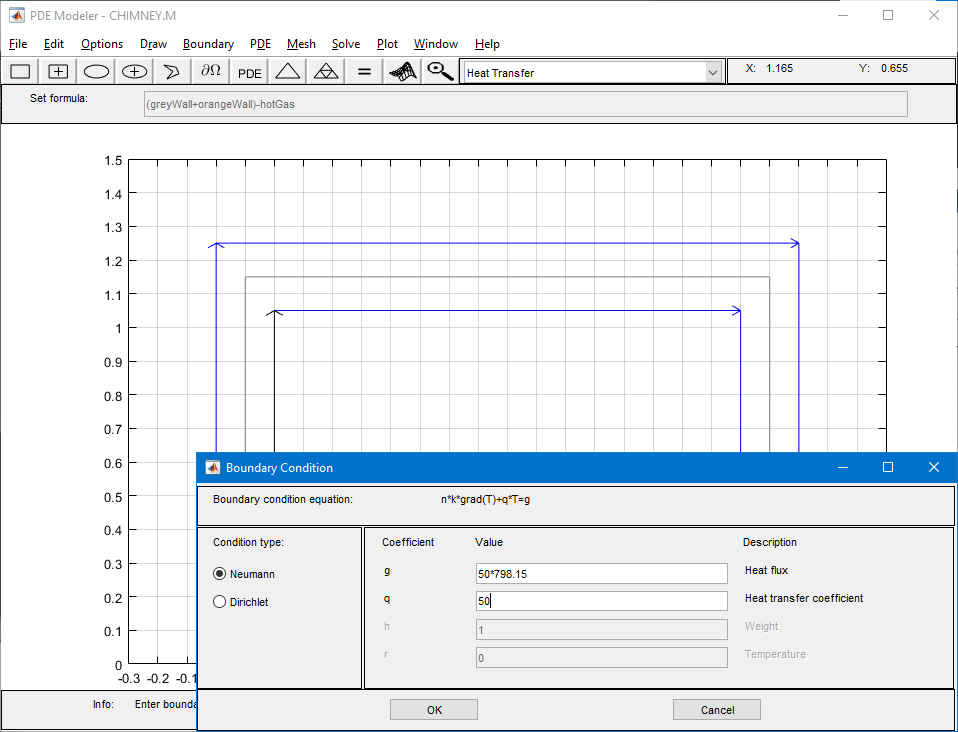 PDE Modeler - CHIMNEY.M
File Edit Options Draw Boundary PDE Mesh Solve Plot Window Help
∂Ω PDE = Heat Transfer X: 1.165 Y: 0.655
Set formula: (greyWall+orangeWall)-hotGas
1.5
1.4
1.3
1.2
1.1
1
0.9
0.8
0.7
0.6
0.5
0.4
0.3
0.2
0.1
0
-0.3 -0.2 -0.1
Boundary Condition
Boundary condition equation: n*k*grad(T)+q*T=g
Condition type: Coefficient Value Description
Neumann g 50*798.15 Heat flux
Dirichlet q 50 Heat transfer coefficient
h 1 Weight
r 0 Temperature
Info: Enter bounda
OK Cancel